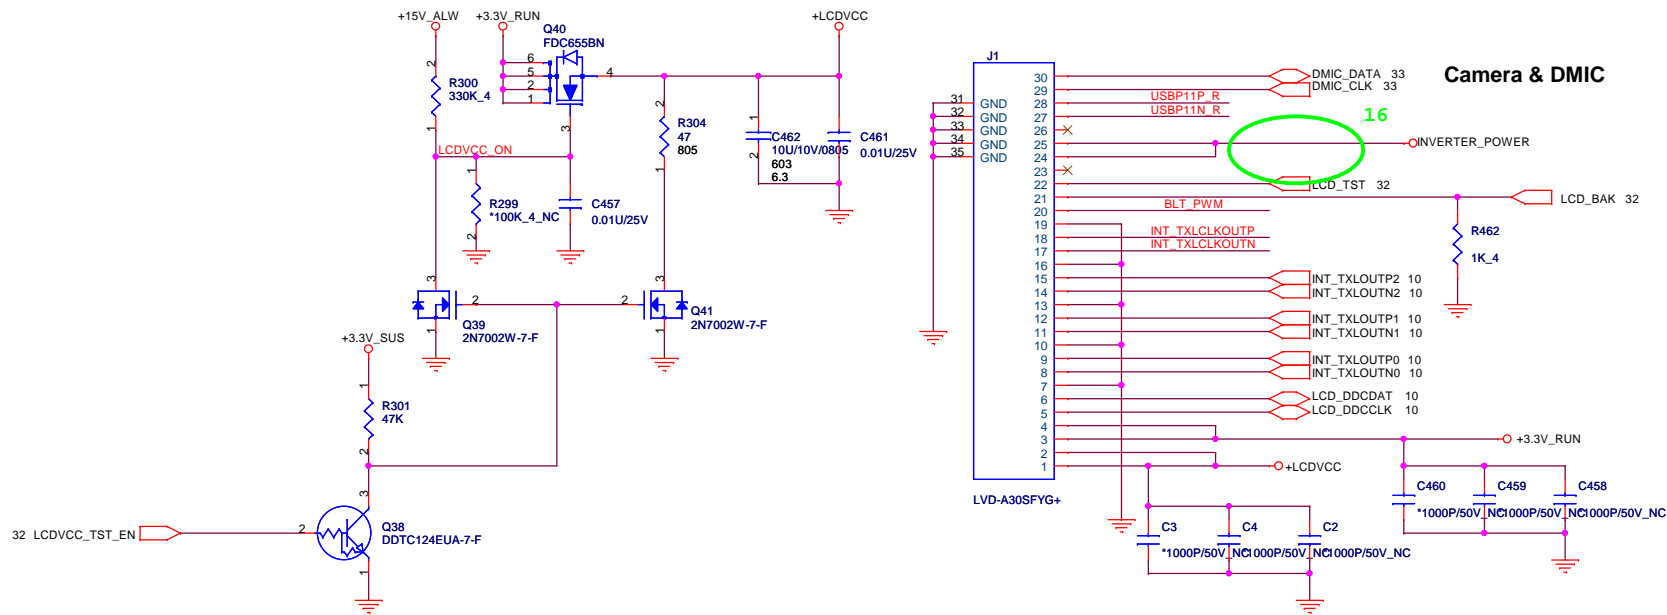 +15V_ALW
+3.3V_RUN
Q40
FDC655BN
6
5
2
1
4
3
+LCDVCC
2
R300
330K_4
1
LCDVCC_ON
2
R304
47
805
1
1
C462
10U/10V/0805
603
6.3
2
C461
0.01U/25V
1
R299
*100K_4_NC
2
C457
0.01U/25V
3
2
1
Q39
2N7002W-7-F
3
2
1
Q41
2N7002W-7-F
+3.3V_SUS
1
R301
47K
2
3
2
1
Q38
DDTC124EUA-7-F
32 LCDVCC_TST_EN
J1
31 GND
32 GND
33 GND
34 GND
35 GND
LVD-A30SFYG+
Camera & DMIC
16
30 DMIC_DATA 33
29 DMIC_CLK 33
28 USBP11P_R
27 USBP11N_R
26
25 INVERTER_POWER
24
23
22 LCD_TST 32
21 LCD_BAK 32
20 BLT_PWM
19
18 INT_TXLCLKOUTP
17 INT_TXLCLKOUTN
16
15 INT_TXLOUTP2 10
14 INT_TXLOUTN2 10
13
12 INT_TXLOUTP1 10
11 INT_TXLOUTN1 10
10
9 INT_TXLOUTP0 10
8 INT_TXLOUTN0 10
7
6 LCD_DDCDAT 10
5 LCD_DDCCLK 10
4
3 +3.3V_RUN
2
1 +LCDVCC
R462
1K_4
C460
*1000P/50V_NC
C459
*1000P/50V_NC
C458
*1000P/50V_NC
C3
*1000P/50V_NC
C4
*1000P/50V_NC
C2
*1000P/50V_NC